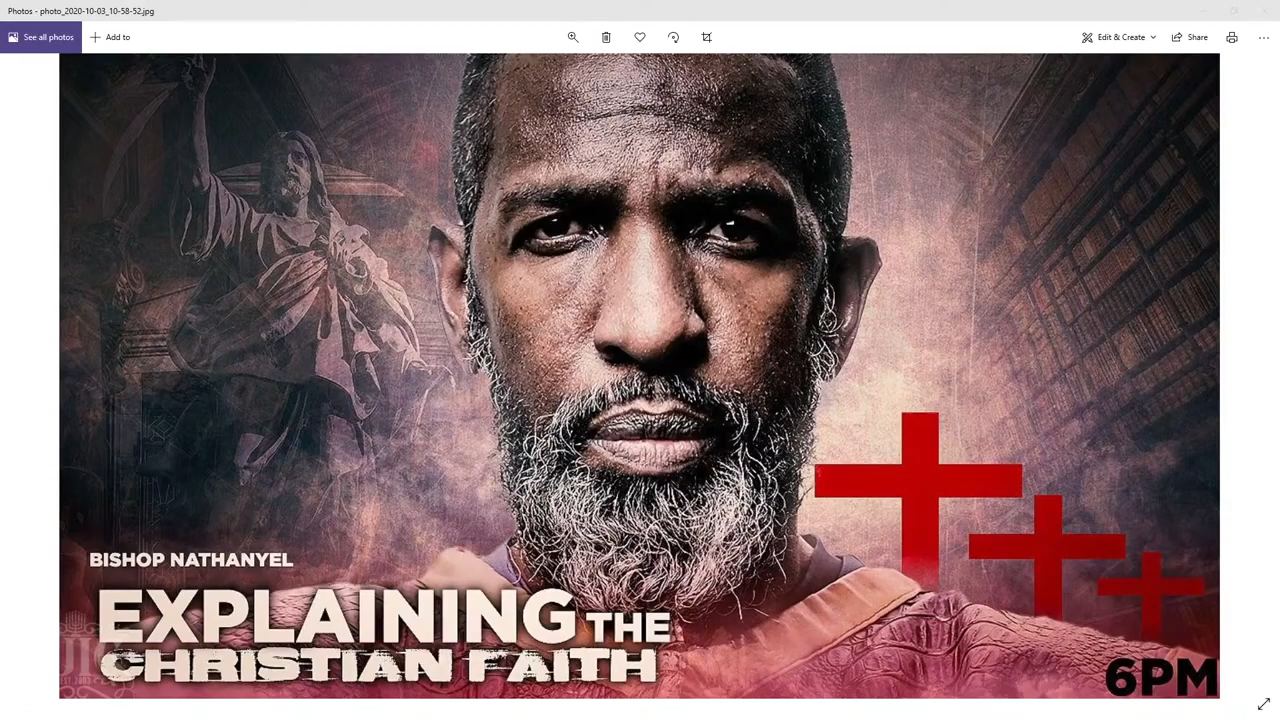 Photos - photo_2020-10-03_10-58-52.jpg
See all photos
Add to
Edit & Create
Share
BISHOP NATHANYEL
EXPLAINING THE
CHRISTIAN FAITH
6PM